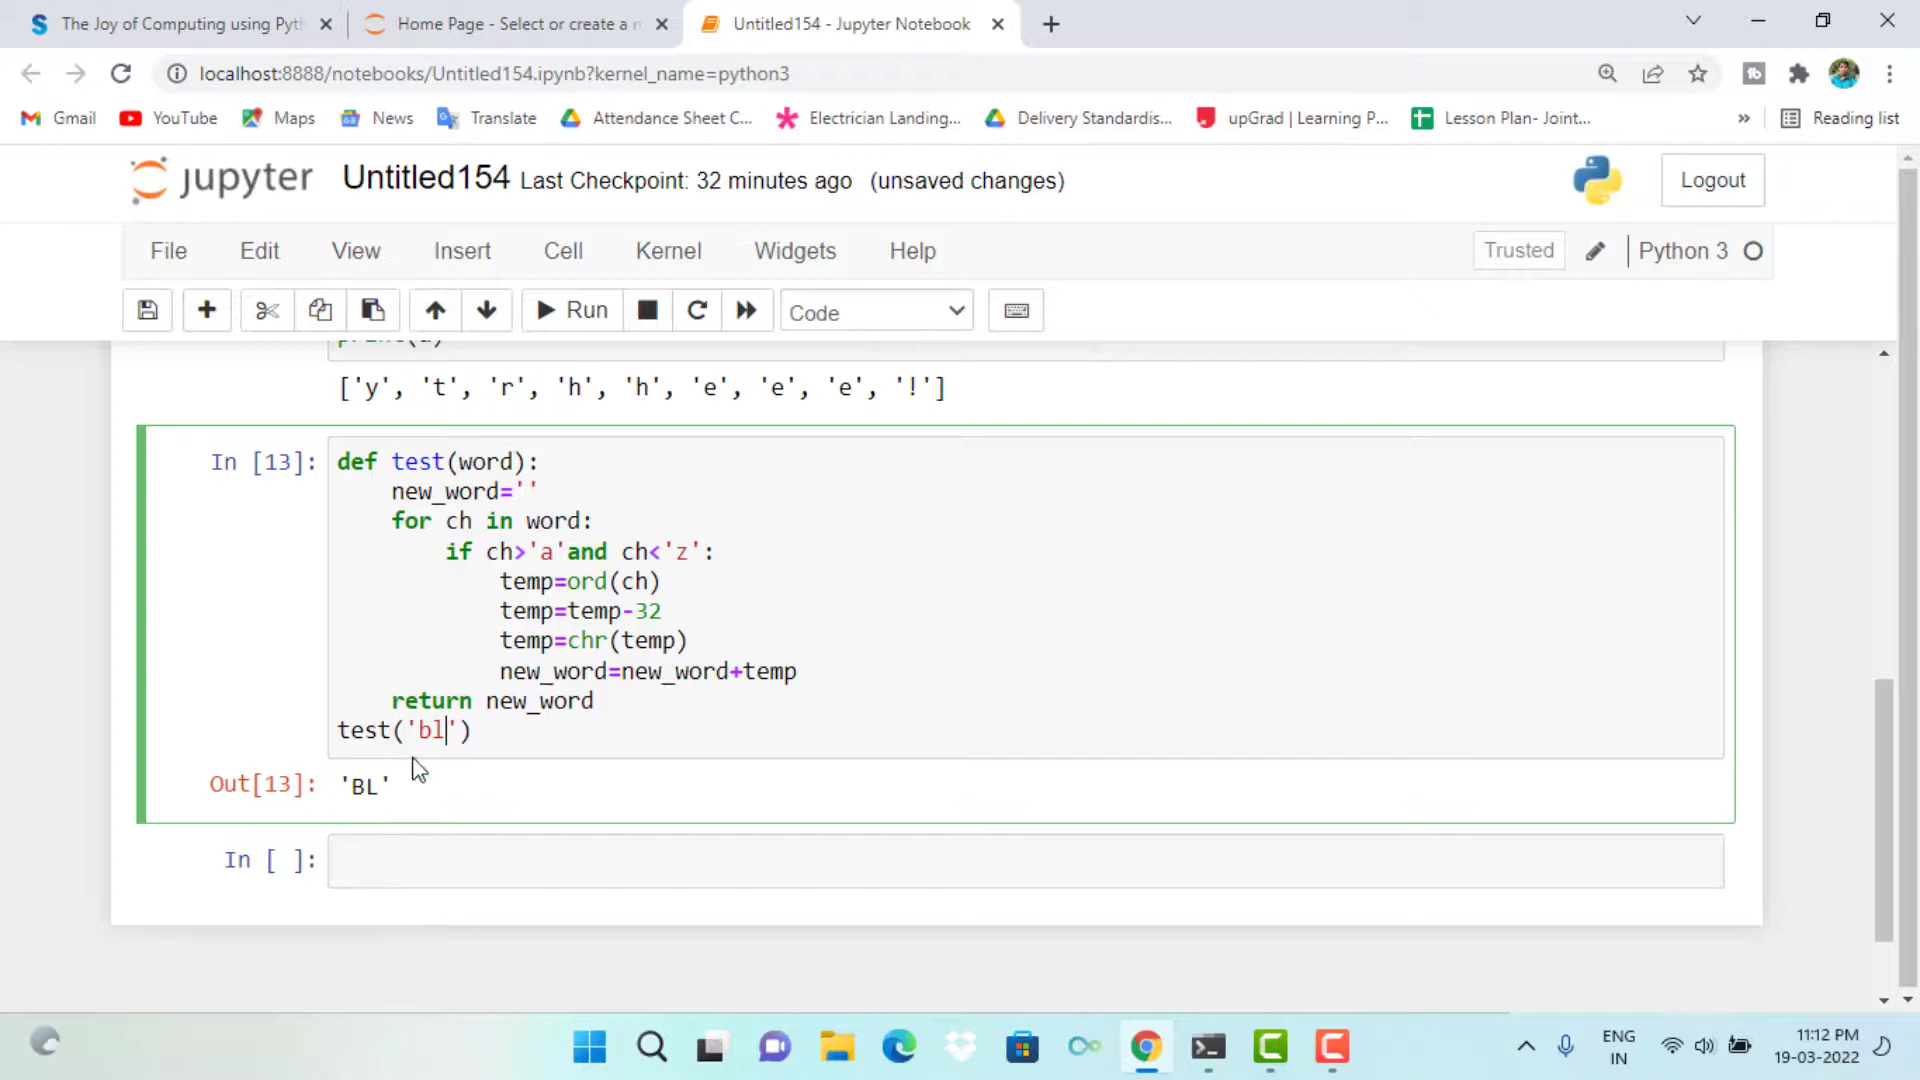 The Joy of Computing using Pyth
Home Page - Select or create a n
Untitled154 - Jupyter Notebook
localhost:8888/notebooks/Untitled154.ipynb?kernel_name=python3
Gmail YouTube Maps News Translate Attendance Sheet C... Electrician Landing... Delivery Standardis... upGrad | Learning P... Lesson Plan- Joint... » Reading list
jupyter Untitled154 Last Checkpoint: 32 minutes ago (unsaved changes) Logout
File Edit View Insert Cell Kernel Widgets Help Trusted Python 3
Run Code
['y', 't', 'r', 'h', 'h', 'e', 'e', 'e', '!']
In [13]: def test(word):
new_word=''
for ch in word:
if ch>'a'and ch<'z':
temp=ord(ch)
temp=temp-32
temp=chr(temp)
new_word=new_word+temp
return new_word
test('bl')
Out[13]: 'BL'
In [ ]:
ENG
IN
11:12 PM
19-03-2022